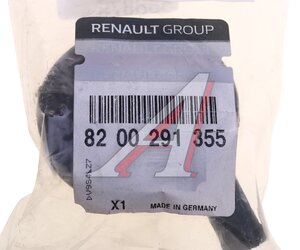 RENAULT GROUP
82 00 291 355
X1 MADE IN GERMANY